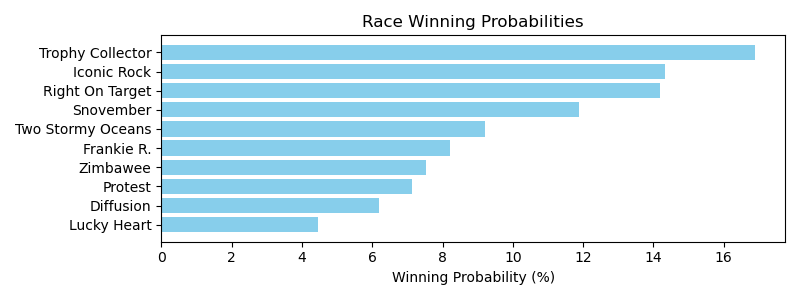 Race Winning Probabilities
Trophy Collector
Iconic Rock
Right On Target
Snovember
Two Stormy Oceans
Frankie R.
Zimbawee
Protest
Diffusion
Lucky Heart
0 2 4 6 8 10 12 14 16
Winning Probability (%)